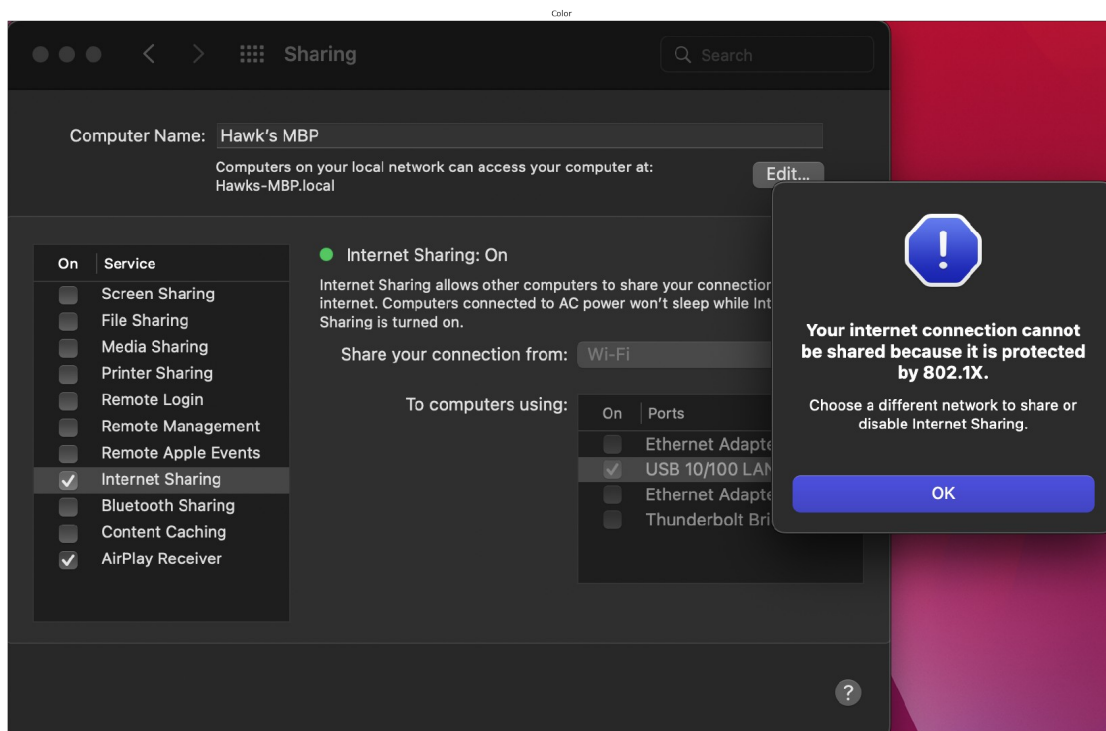 Color
Sharing
Search
Computer Name: Hawk's MBP
Computers on your local network can access your computer at:
Hawks-MBP.local
Edit...
On Service
Screen Sharing
File Sharing
Media Sharing
Printer Sharing
Remote Login
Remote Management
Remote Apple Events
Internet Sharing
Bluetooth Sharing
Content Caching
AirPlay Receiver
Internet Sharing: On
Internet Sharing allows other computers to share your connection
internet. Computers connected to AC power won't sleep while Int
Sharing is turned on.
Share your connection from: Wi-Fi
To computers using:
On Ports
Ethernet Adapte
USB 10/100 LAN
Ethernet Adapte
Thunderbolt Bri
Your internet connection cannot
be shared because it is protected
by 802.1X.
Choose a different network to share or
disable Internet Sharing.
OK
?